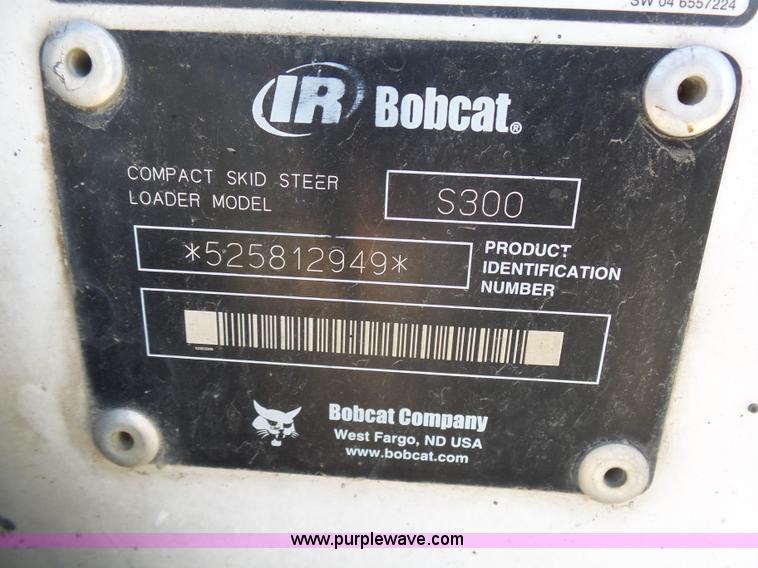 SW 04 6557224
IR Bobcat®
COMPACT SKID STEER
LOADER MODEL
S300
*525812949*
PRODUCT
IDENTIFICATION
NUMBER
Bobcat Company
West Fargo, ND USA
www.bobcat.com
www.purplewave.com